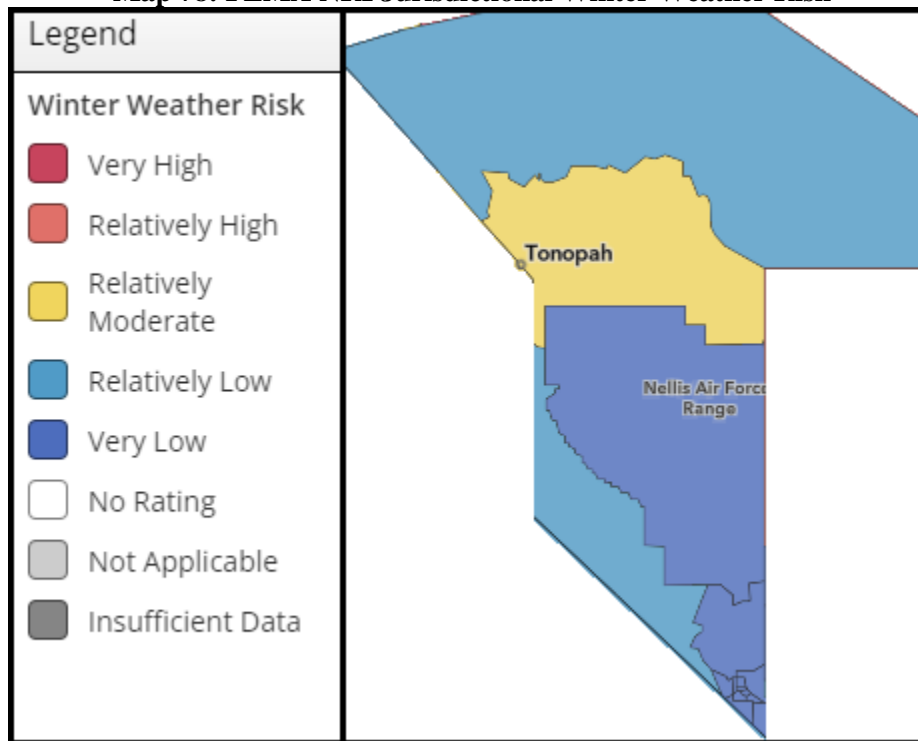 Legend
Winter Weather Risk
Very High
Relatively High
Relatively
Moderate
Relatively Low
Very Low
No Rating
Not Applicable
Insufficient Data
Tonopah
Nellis Air Force
Range